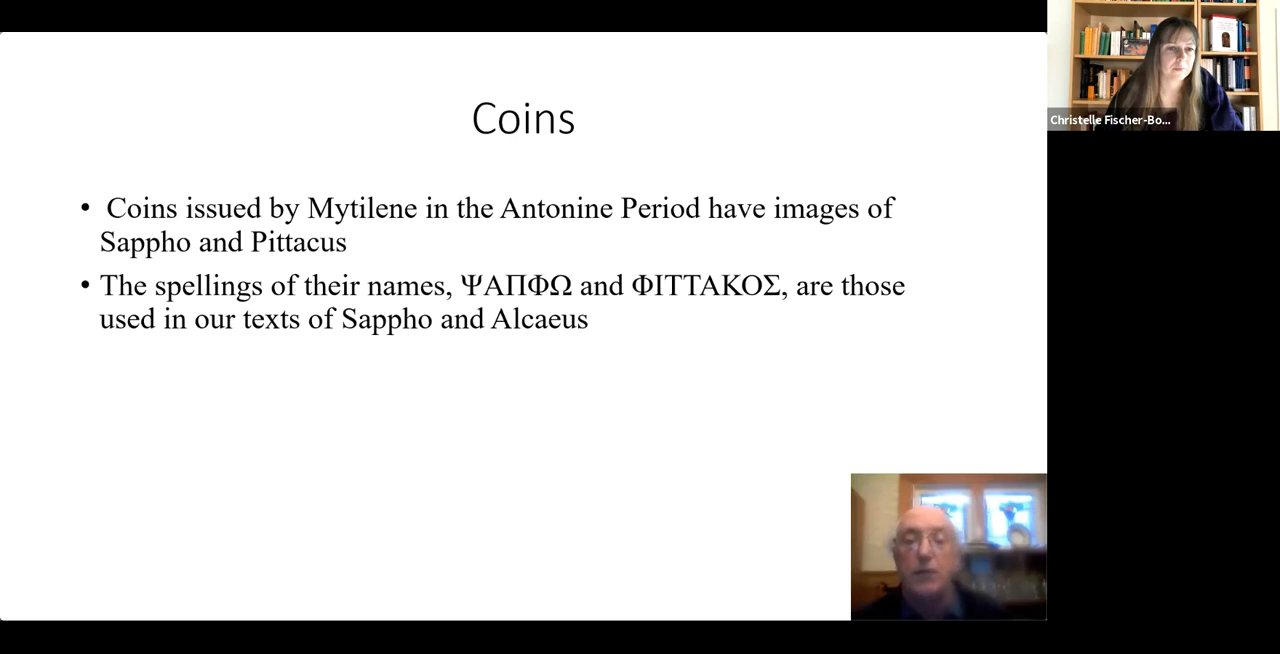 Coins
• Coins issued by Mytilene in the Antonine Period have images of
Sappho and Pittacus
• The spellings of their names, ΨΑΠΦΩ and ΦΙΤΤΑΚΟΣ, are those
used in our texts of Sappho and Alcaeus
Christelle Fischer-Bo...